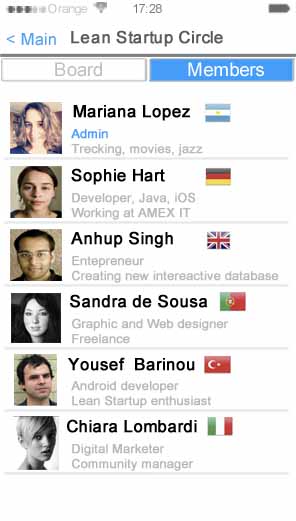 Orange 17:28
< Main Lean Startup Circle
Board Members
Mariana Lopez
Admin
Trecking, movies, jazz
Sophie Hart
Developer, Java, iOS
Working at AMEX IT
Anhup Singh
Entepreneur
Creating new intereactive database
Sandra de Sousa
Graphic and Web designer
Freelance
Yousef Barinou
Android developer
Lean Startup enthusiast
Chiara Lombardi
Digital Marketer
Community manager